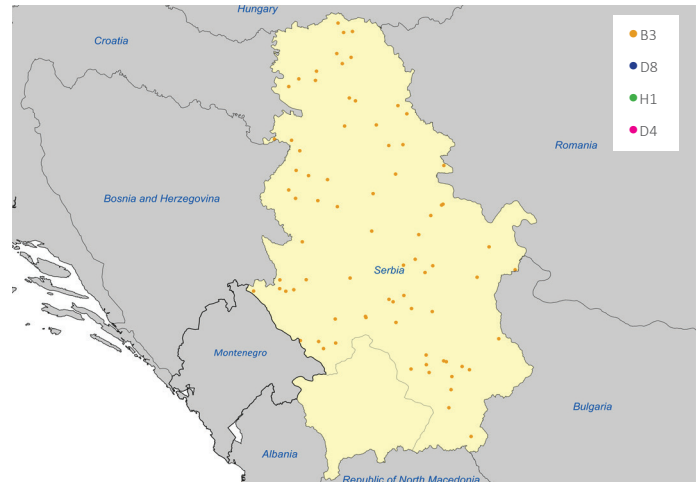 Hungary
Croatia
B3
D8
H1
D4
Romania
Bosnia and Herzegovina
Serbia
Montenegro
Bulgaria
Albania
Republic of North Macedonia